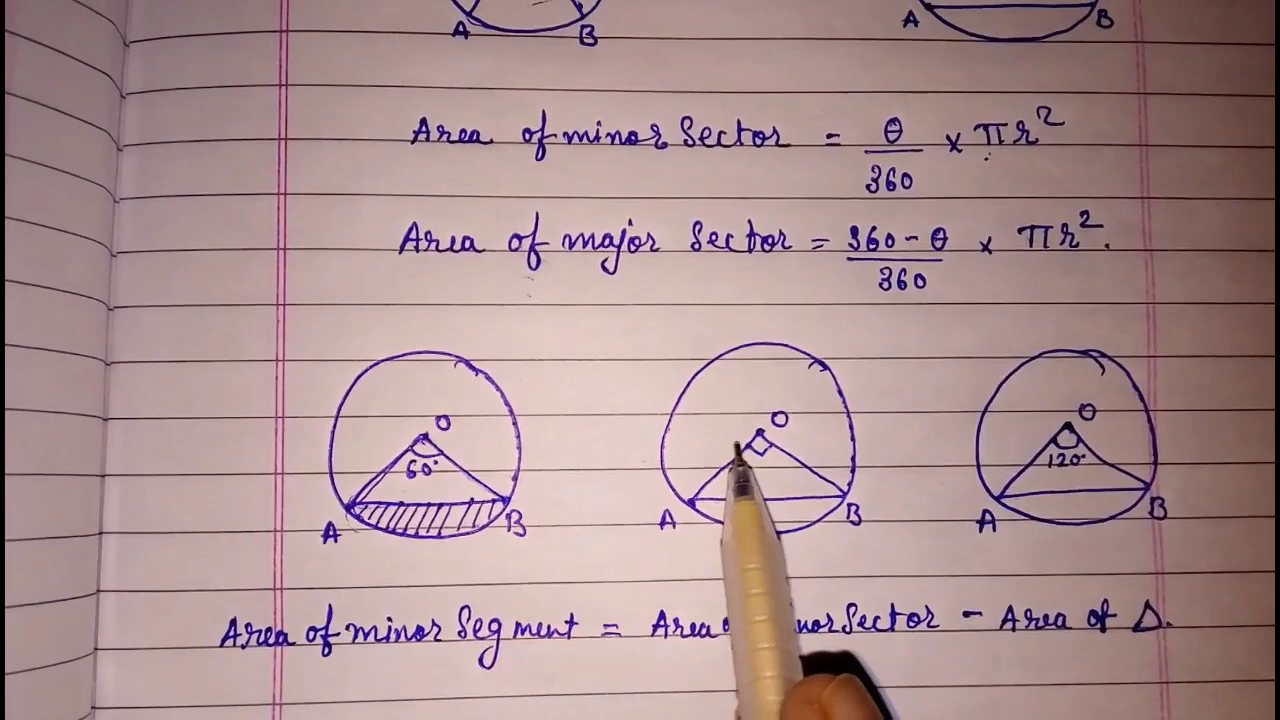 A B A B
Area of minor Sector = θ/360 × πr²
Area of major Sector = 360-θ/360 × πr².
O O O
60° 120°
A B A B A B
Area of minor Segment = Area Sector - Area of Δ.